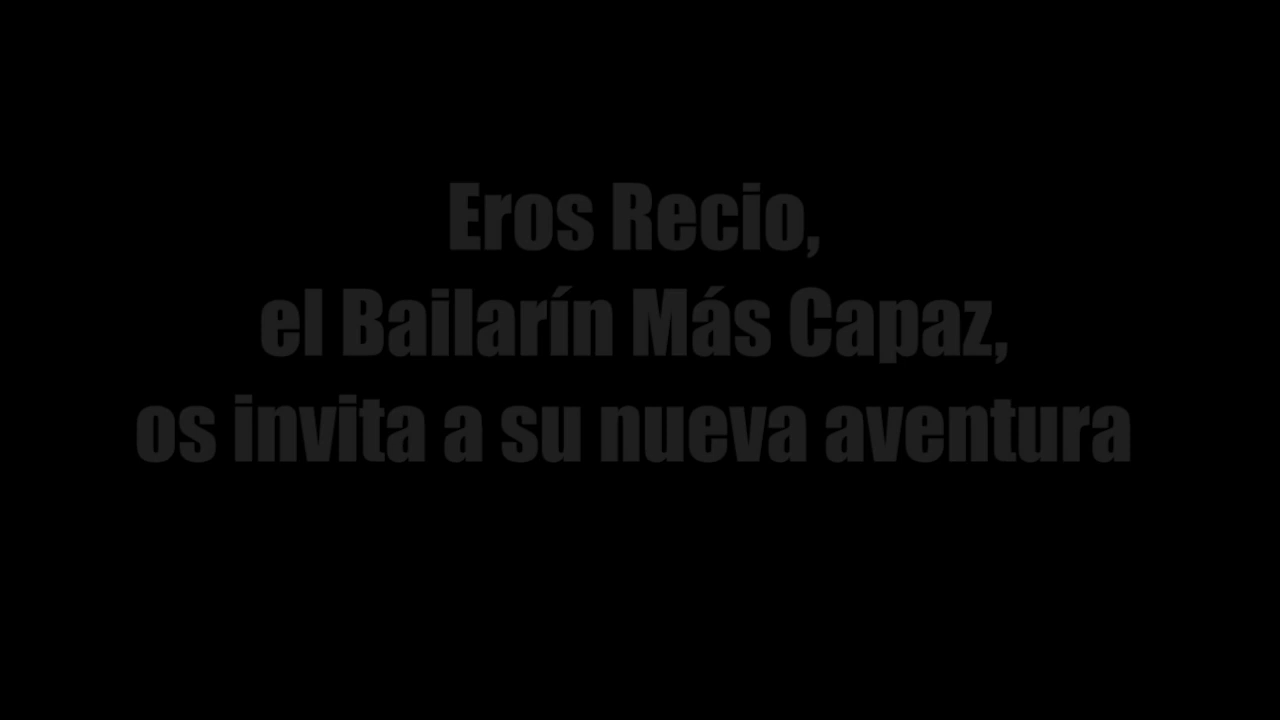 Eros Recio,
el Bailarín Más Capaz,
os invita a su nueva aventura